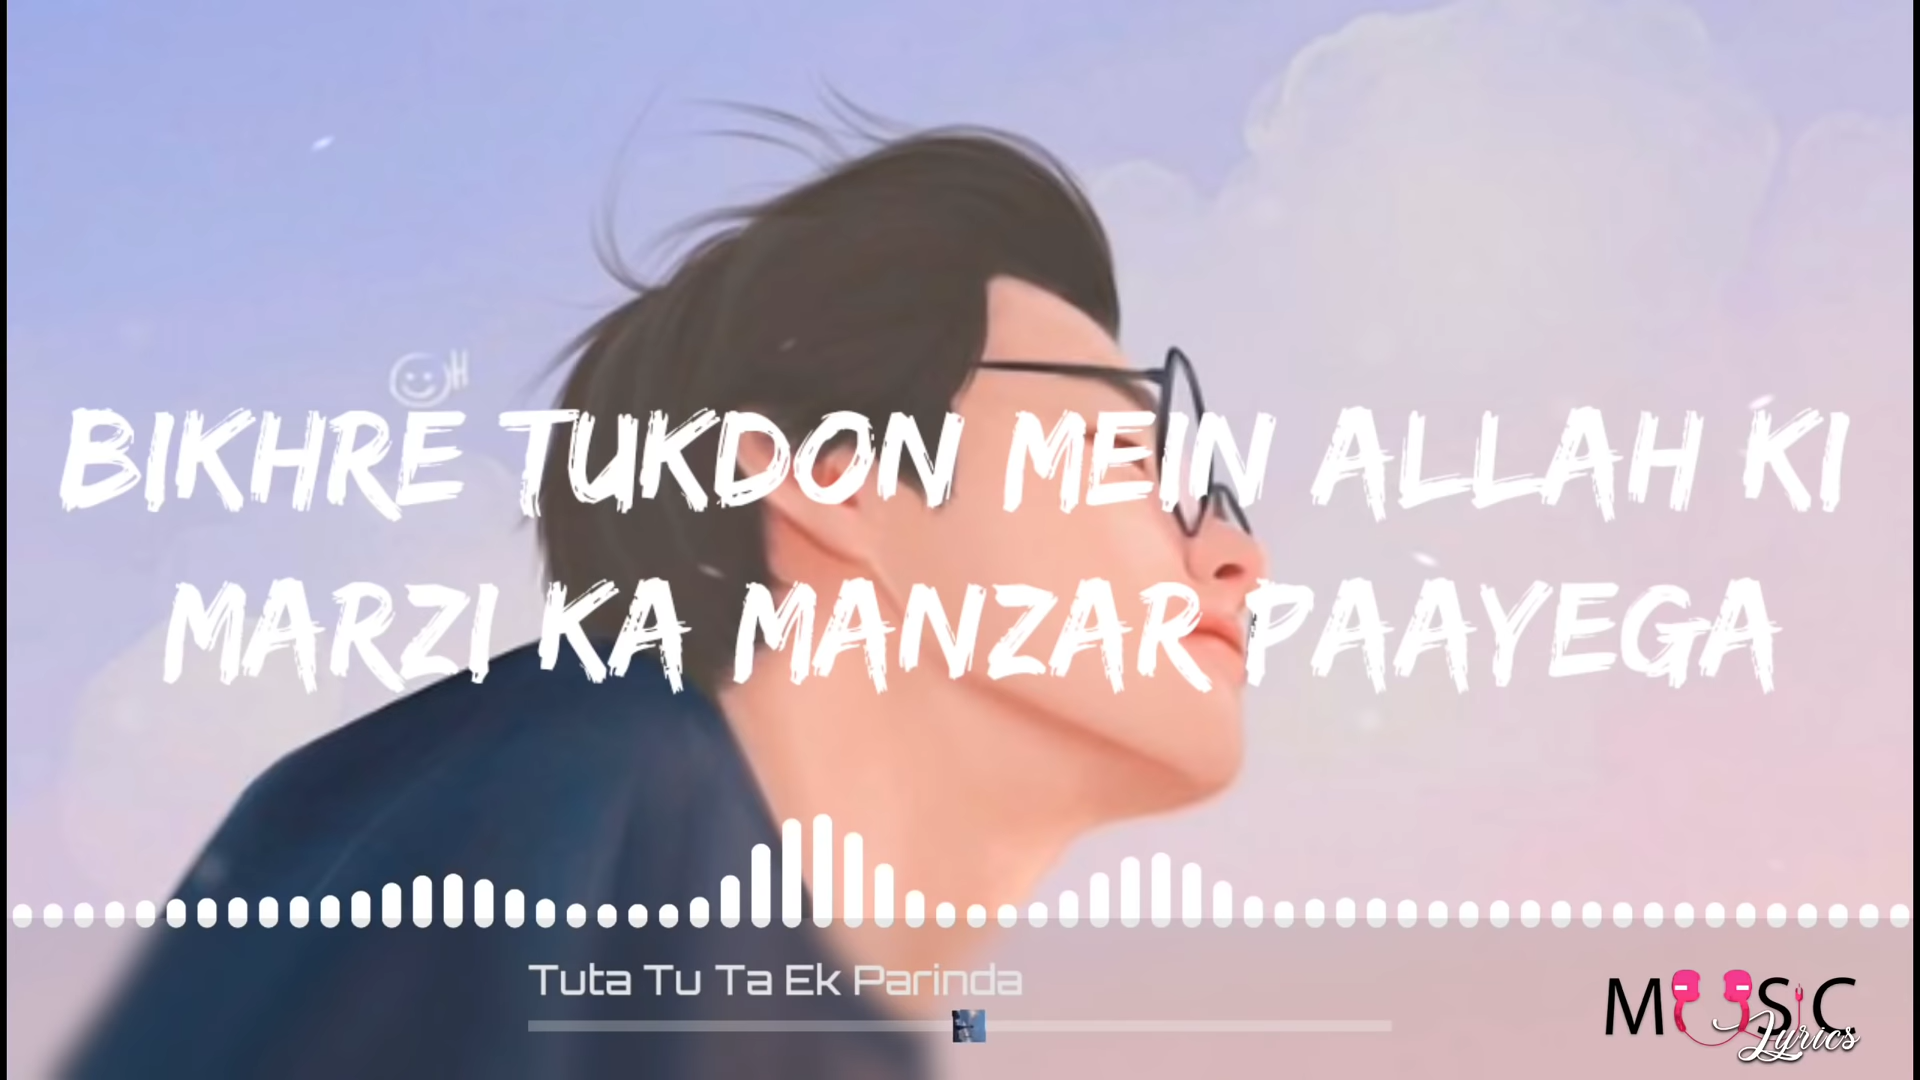 H
BIKHRE TUKDON MEIN ALLAH KI
MARZI KA MANZAR PAAYEGA
Tuta Tu Ta Ek Parinda
MUSIC
Lyrics